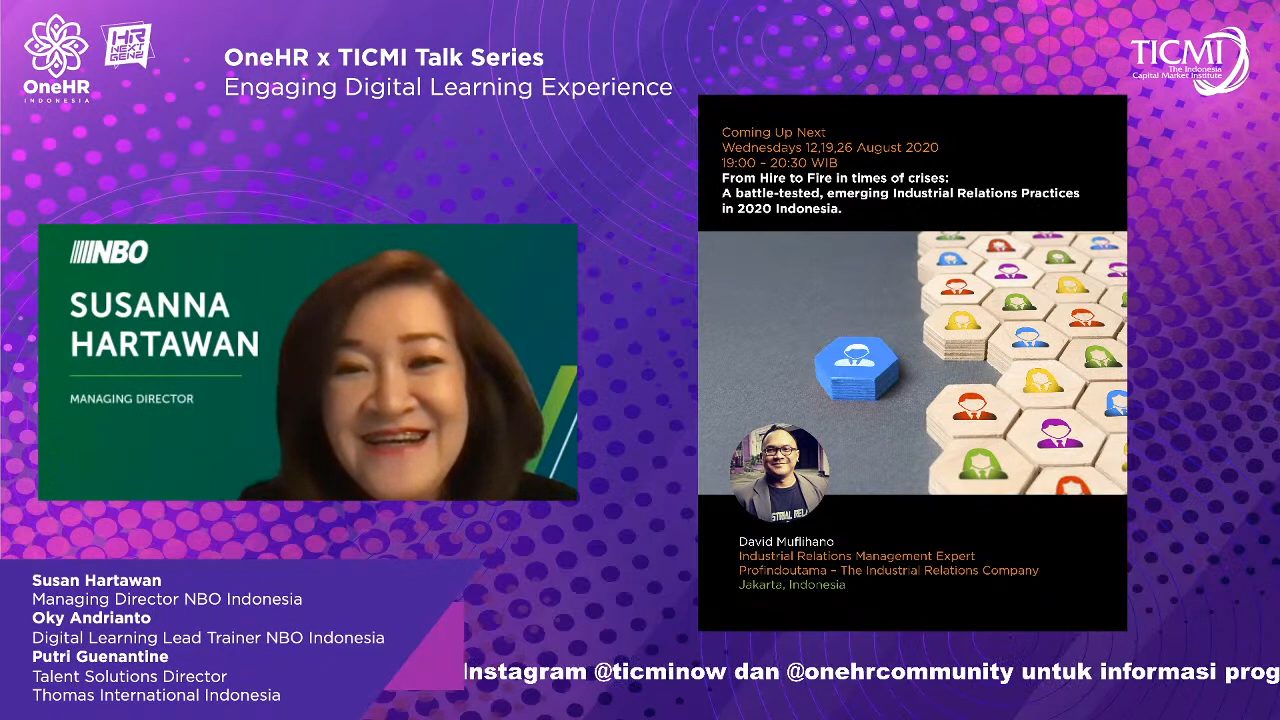 OneHR
INDONESIA
HR
NEXT
GENZ
OneHR x TICMI Talk Series
Engaging Digital Learning Experience
TICMI
The Indonesia
Capital Market Institute
Coming Up Next
Wednesdays 12,19,26 August 2020
19:00 – 20:30 WIB
From Hire to Fire in times of crises:
A battle-tested, emerging Industrial Relations Practices
in 2020 Indonesia.
NBO
SUSANNA
HARTAWAN
MANAGING DIRECTOR
David Muflihano
Industrial Relations Management Expert
Profindoutama – The Industrial Relations Company
Jakarta, Indonesia
Susan Hartawan
Managing Director NBO Indonesia
Oky Andrianto
Digital Learning Lead Trainer NBO Indonesia
Putri Guenantine
Talent Solutions Director
Thomas International Indonesia
Instagram @ticminow dan @onehrcommunity untuk informasi prog